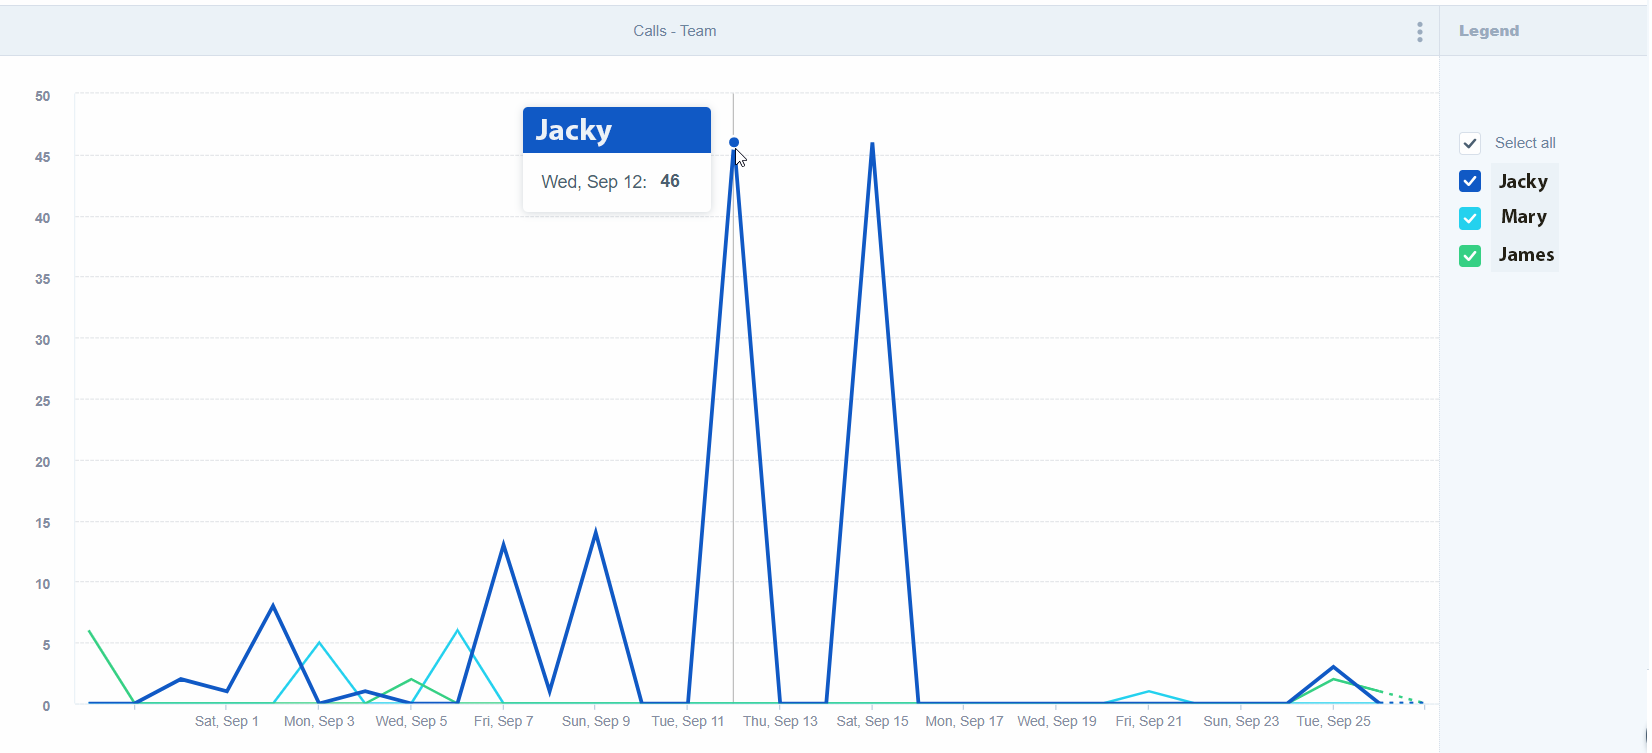 Calls - Team
Legend
50
45
40
35
30
25
20
15
10
5
0
Jacky
Wed, Sep 12: 46
Sat, Sep 1
Mon, Sep 3
Wed, Sep 5
Fri, Sep 7
Sun, Sep 9
Tue, Sep 11
Thu, Sep 13
Sat, Sep 15
Mon, Sep 17
Wed, Sep 19
Fri, Sep 21
Sun, Sep 23
Tue, Sep 25
Select all
Jacky
Mary
James